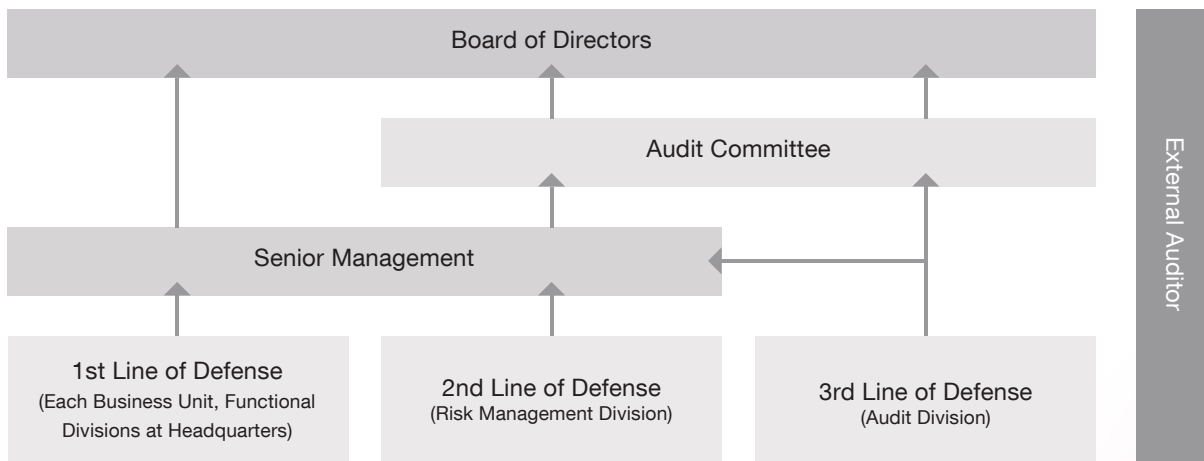 Board of Directors
Audit Committee
Senior Management
1st Line of Defense
(Each Business Unit, Functional
Divisions at Headquarters)
2nd Line of Defense
(Risk Management Division)
3rd Line of Defense
(Audit Division)
External Auditor